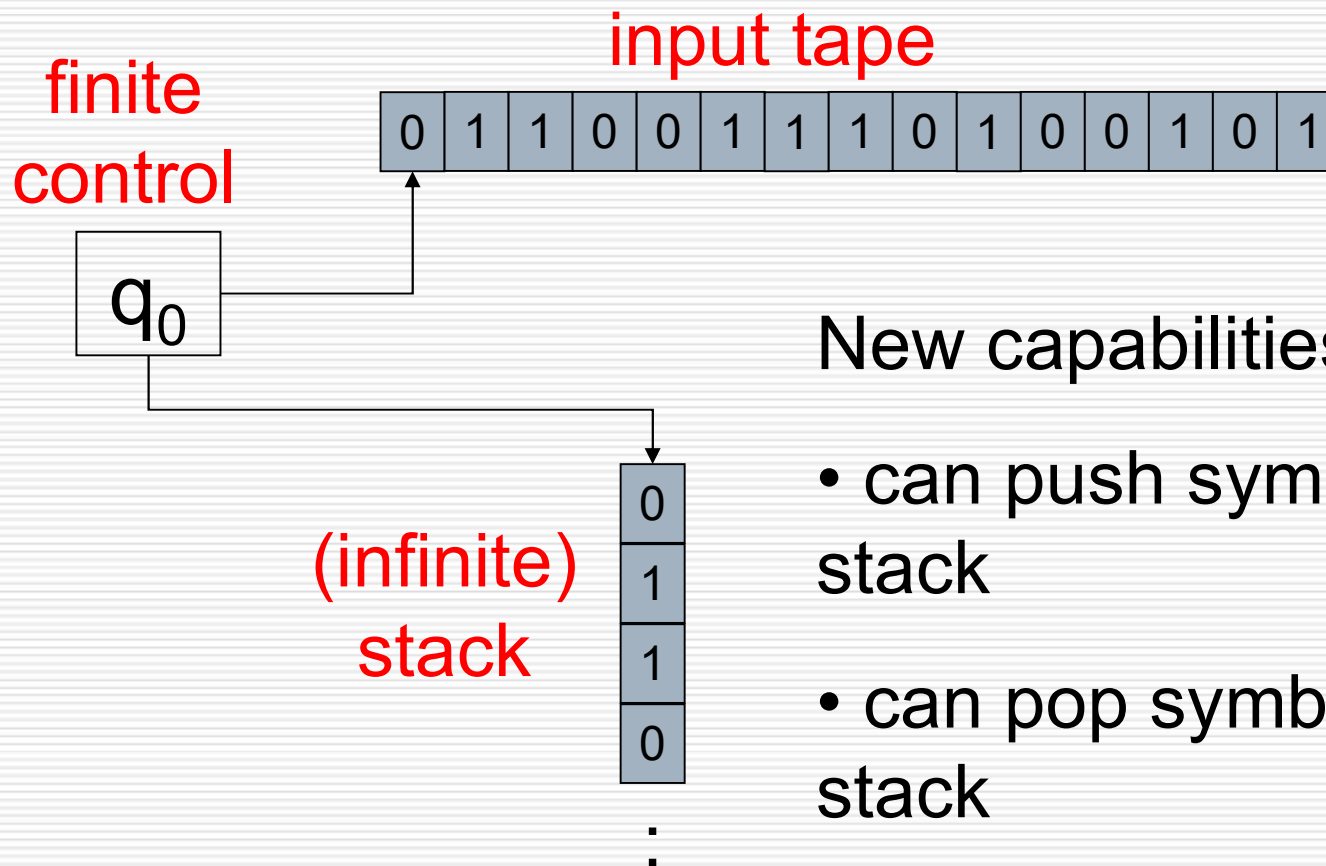 input tape
finite
control
0 1 1 0 0 1 1 1 0 1 0 0 1 0 1
q₀
New capabilities
• can push sym
stack
• can pop symb
stack
(infinite)
stack
0
1
1
0
: